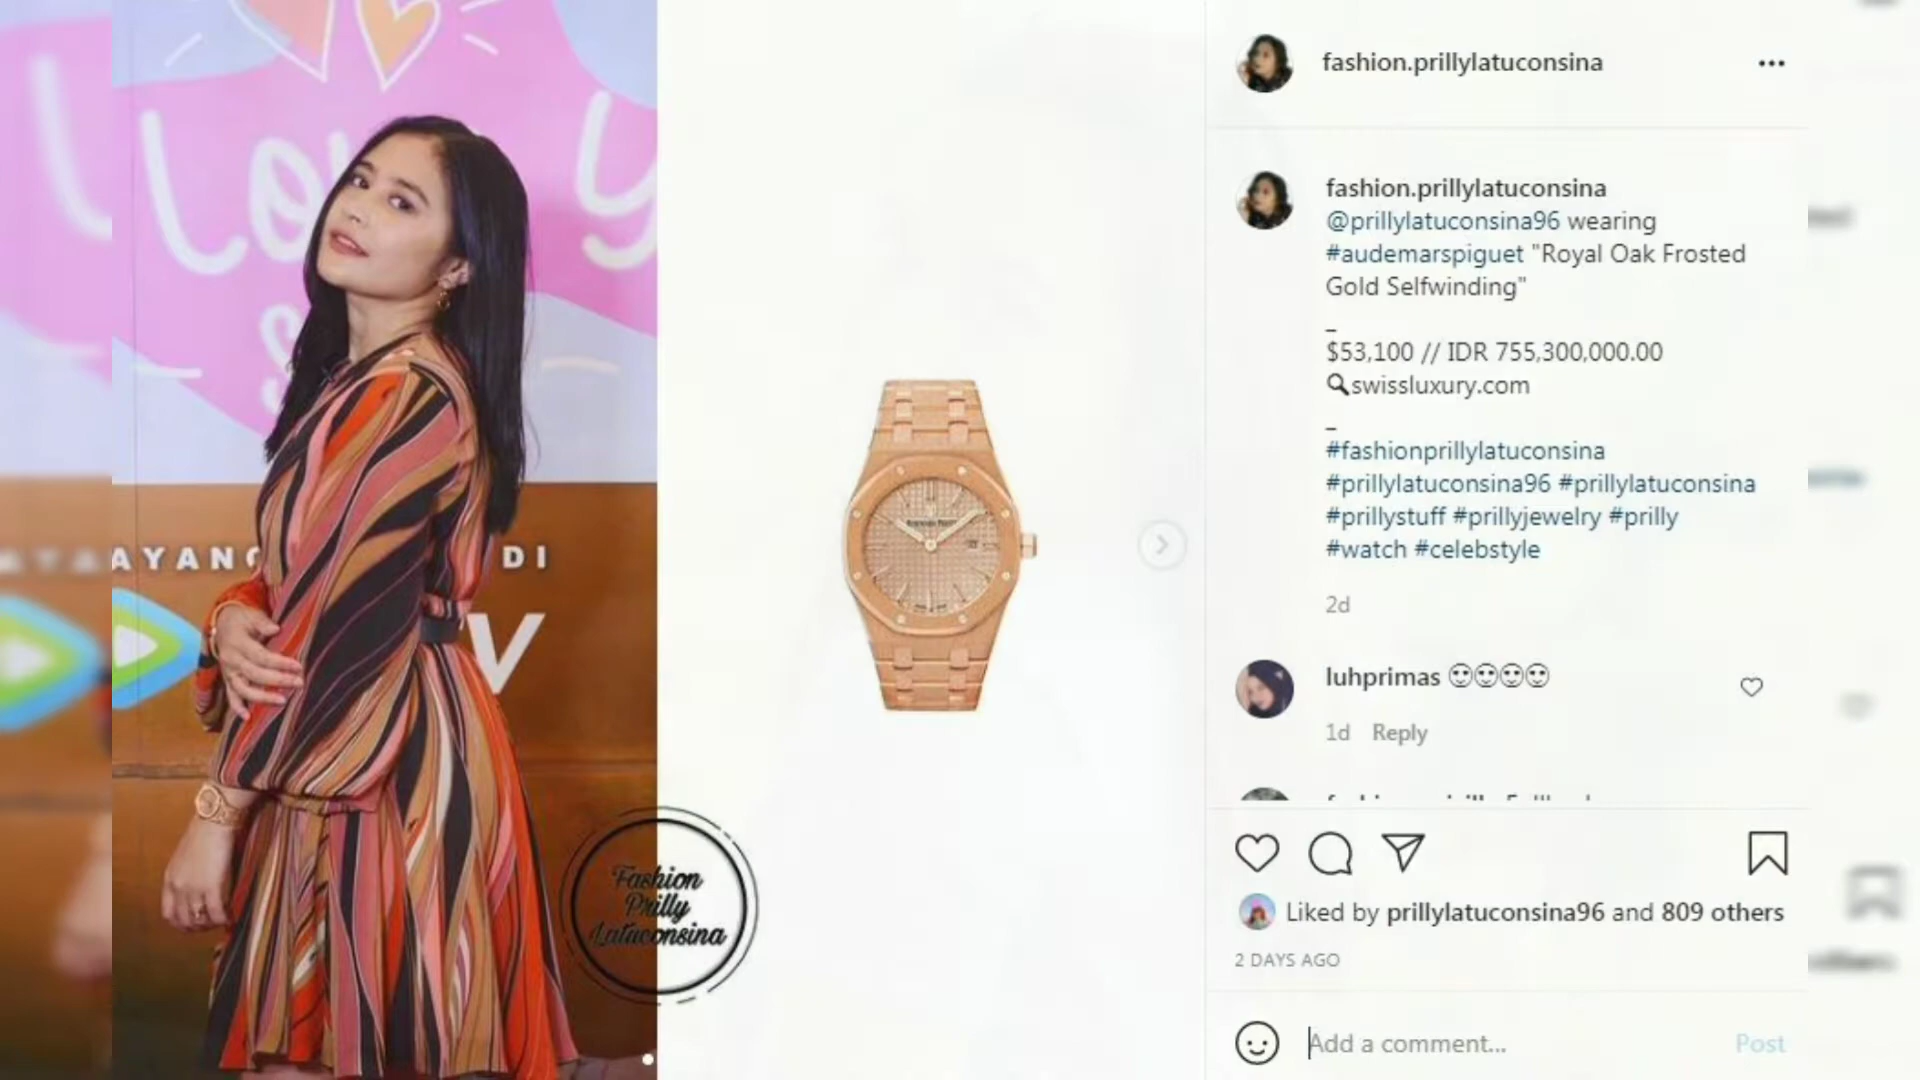 fashion.prillylatuconsina
fashion.prillylatuconsina
@prillylatuconsina96 wearing
#audemarspiguet "Royal Oak Frosted
Gold Selfwinding"
_
$53,100 // IDR 755,300,000.00
🔍swissluxury.com
_
#fashionprillylatuconsina
#prillylatuconsina96 #prillylatuconsina
#prillystuff #prillyjewelry #prilly
#watch #celebstyle
2d
luhprimas 😍😍😍😍
1d Reply
Liked by prillylatuconsina96 and 809 others
2 DAYS AGO
Add a comment... Post
AYANG DI
V
Fashion
Prilly
Latuconsina